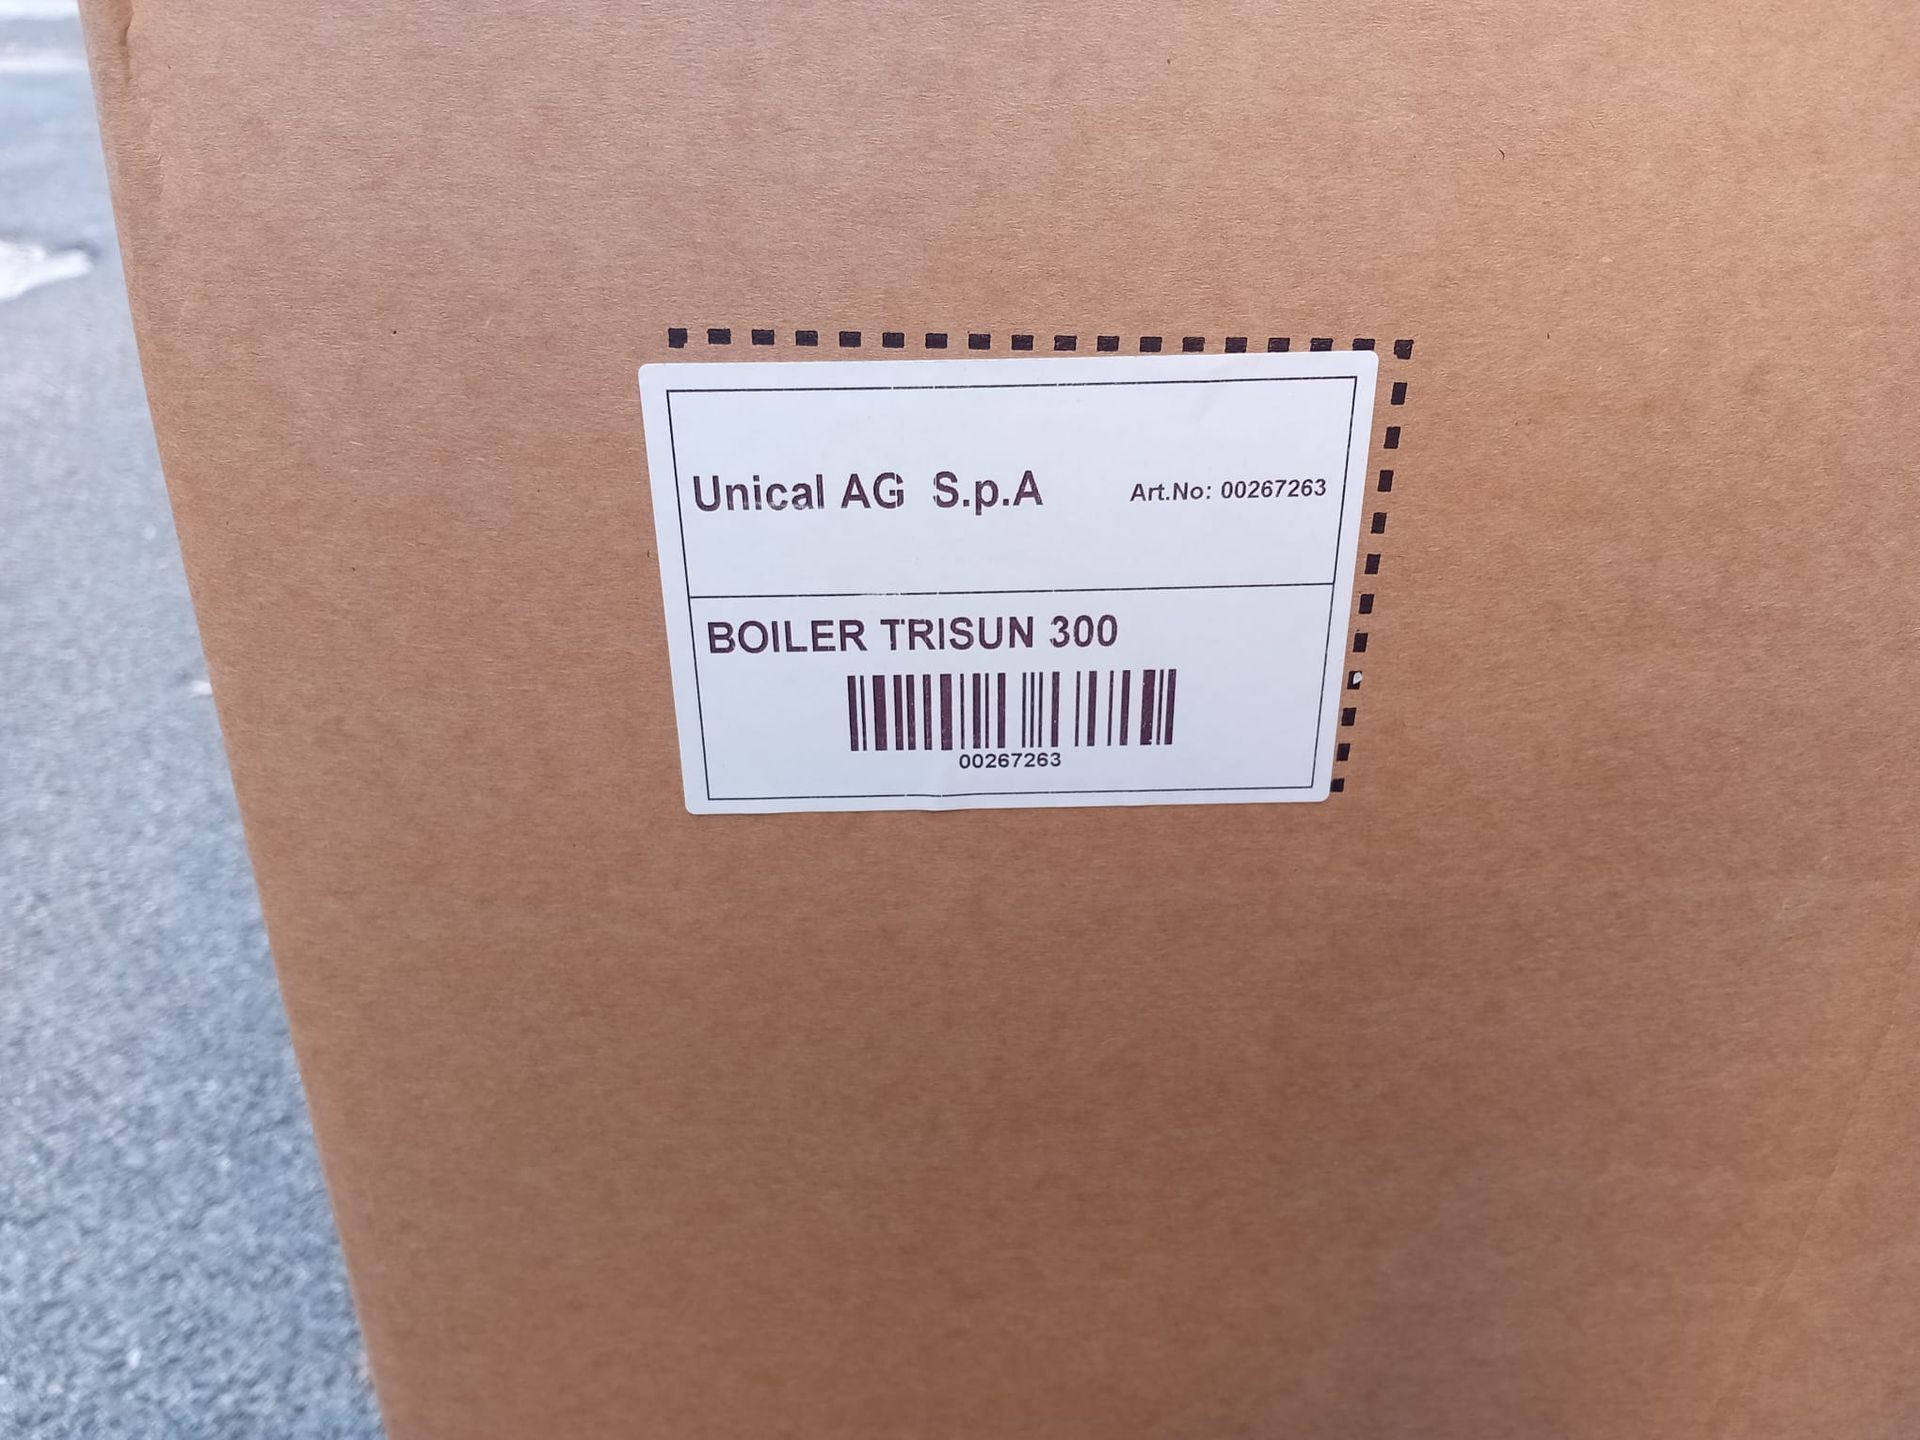 Unical AG  S.p.A
Art.No: 00267263
BOILER TRISUN 300
00267263